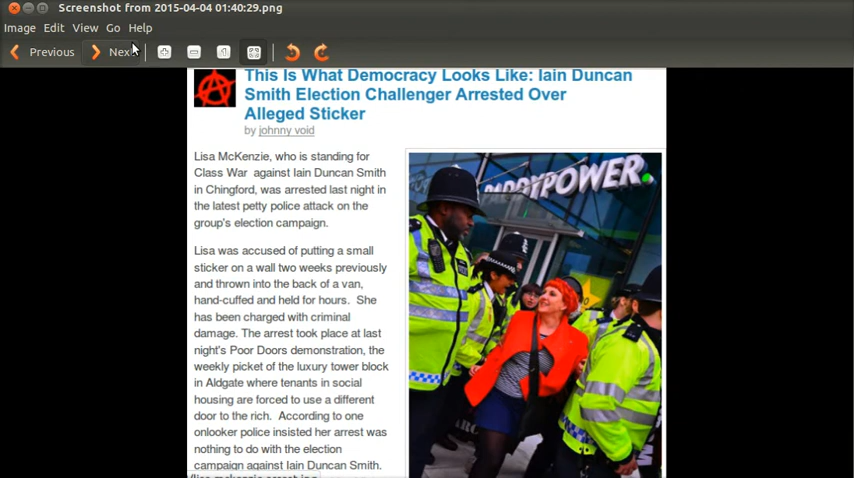 Screenshot from 2015-04-04 01:40:29.png
Image Edit View Go Help
Previous Next
This Is What Democracy Looks Like: Iain Duncan
Smith Election Challenger Arrested Over
Alleged Sticker
by johnny void
Lisa McKenzie, who is standing for
Class War against Iain Duncan Smith
in Chingford, was arrested last night in
the latest petty police attack on the
group's election campaign.
Lisa was accused of putting a small
sticker on a wall two weeks previously
and thrown into the back of a van,
hand-cuffed and held for hours. She
has been charged with criminal
damage. The arrest took place at last
night's Poor Doors demonstration, the
weekly picket of the luxury tower block
in Aldgate where tenants in social
housing are forced to use a different
door to the rich. According to one
onlooker police insisted her arrest was
nothing to do with the election
campaign against Iain Duncan Smith.
PADDYPOWER.